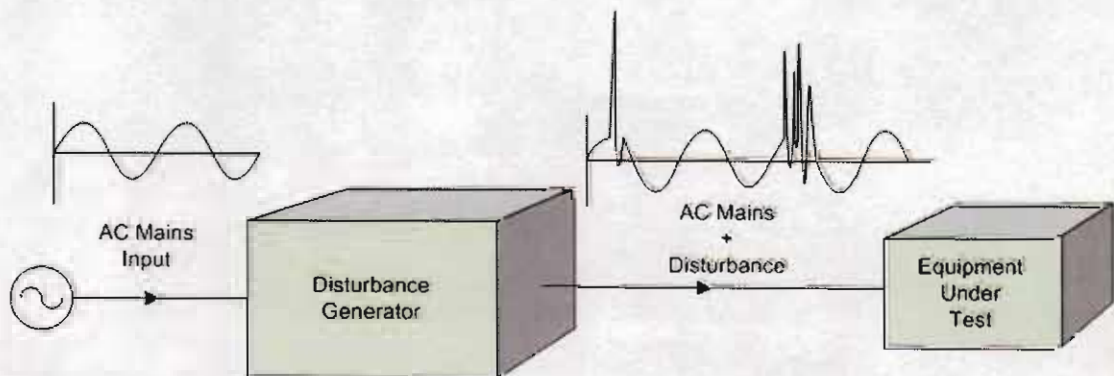 AC Mains
Input
Disturbance
Generator
AC Mains
+
Disturbance
Equipment
Under
Test